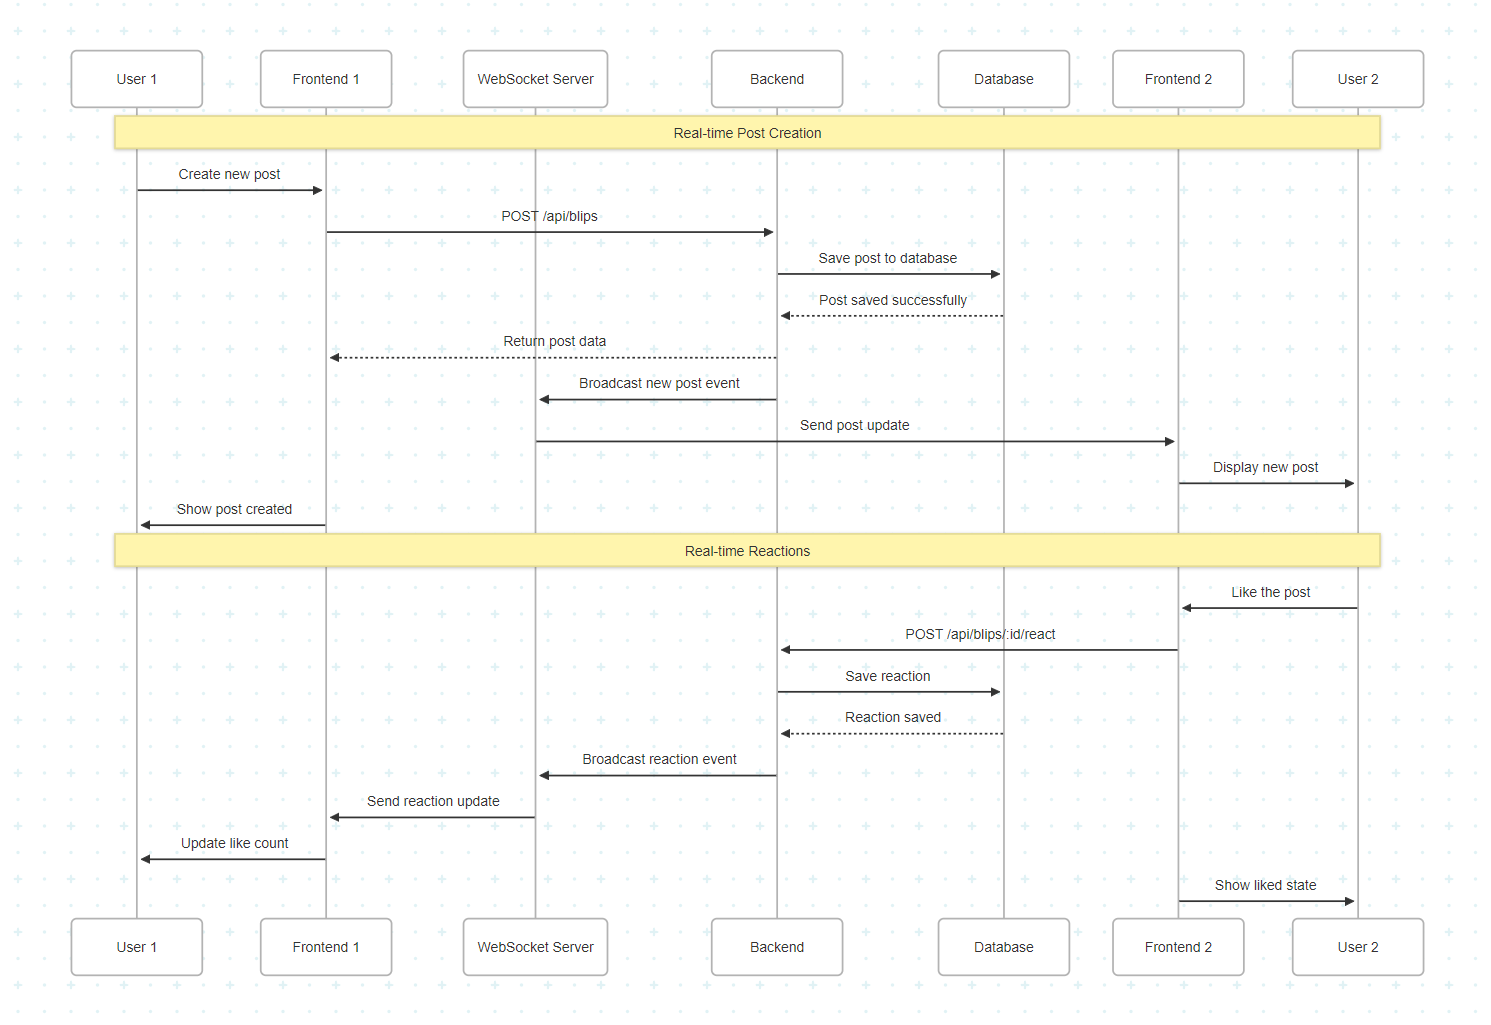 User 1
Frontend 1
WebSocket Server
Backend
Database
Frontend 2
User 2
Real-time Post Creation
Create new post
POST /api/blips
Save post to database
Post saved successfully
Return post data
Broadcast new post event
Send post update
Display new post
Show post created
Real-time Reactions
Like the post
POST /api/blips/:id/react
Save reaction
Reaction saved
Broadcast reaction event
Send reaction update
Update like count
Show liked state
User 1
Frontend 1
WebSocket Server
Backend
Database
Frontend 2
User 2